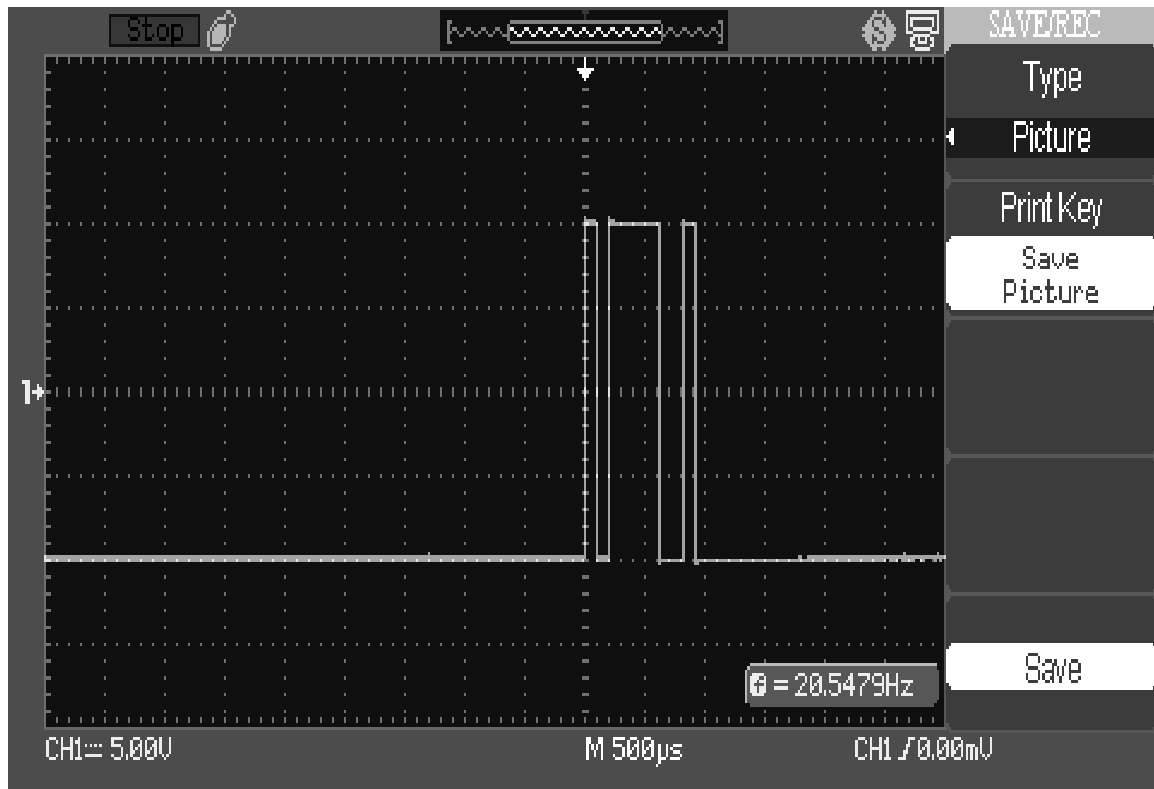 Stop
SAVE/REC
Type
Picture
Print Key
Save
Picture
1
Save
f = 20.5479Hz
CH1 5.00V M 500µs CH1 0.00mV